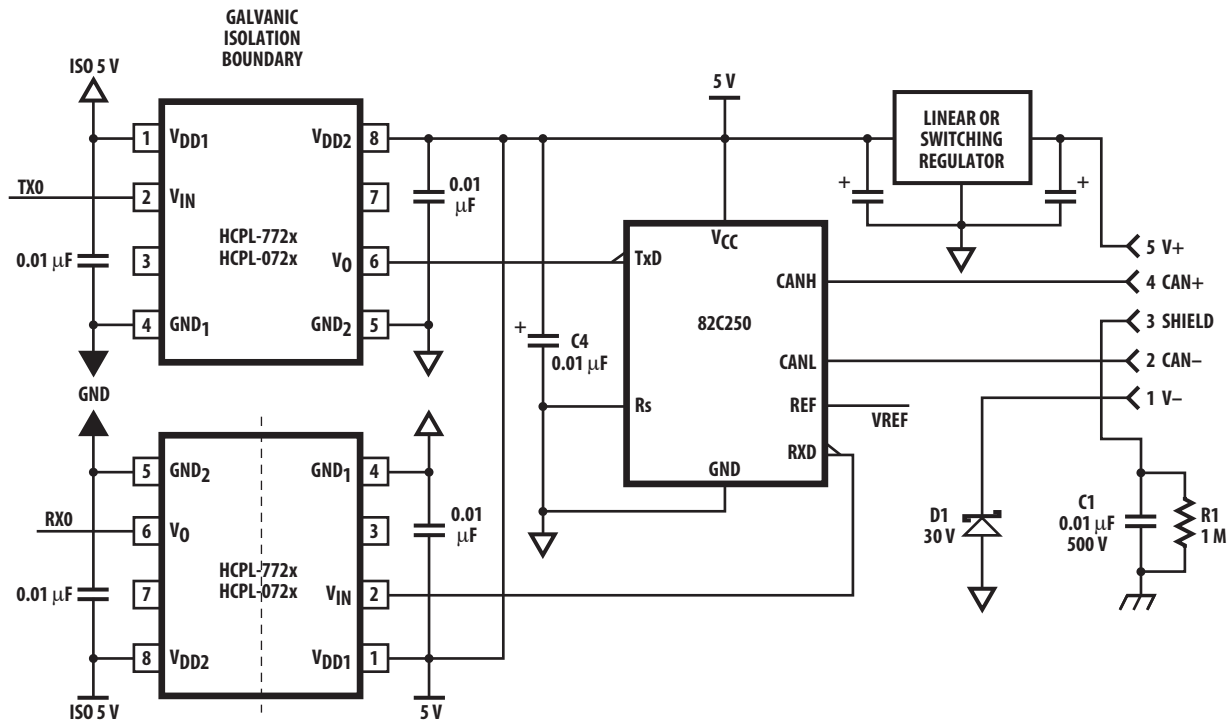 GALVANIC
ISOLATION
BOUNDARY
ISO 5 V
5 V
1 VDD1
VDD2 8
TX0
2 VIN
7
0.01
μF
LINEAR OR
SWITCHING
REGULATOR
+
+
HCPL-772x
HCPL-072x
0.01 μF
3
VO 6
4 GND1
GND2 5
GND
VCC
TxD
CANH
82C250
CANL
Rs
REF
VREF
RXD
GND
+
C4
0.01 μF
5 V+
4 CAN+
3 SHIELD
2 CAN–
1 V–
5 GND2
GND1 4
RX0
6 VO
3
0.01
μF
HCPL-772x
HCPL-072x
0.01 μF
7
VIN 2
8 VDD2
VDD1 1
ISO 5 V
5 V
D1
30 V
C1
0.01 μF
500 V
R1
1 M